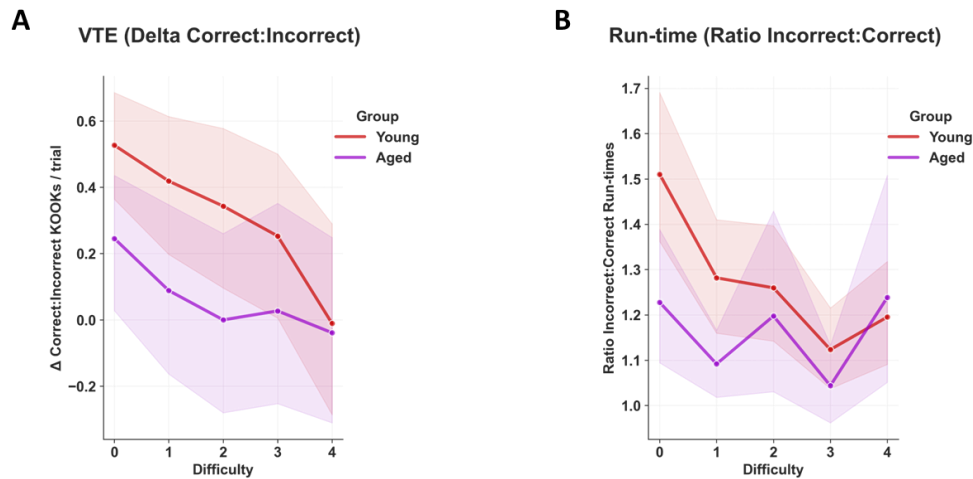 A
VTE (Delta Correct:Incorrect)
Δ Correct:Incorrect KOOKs / trial
0.6
0.4
0.2
0.0
−0.2
0 1 2 3 4
Difficulty
Group
Young
Aged
B
Run-time (Ratio Incorrect:Correct)
Ratio Incorrect:Correct Run-times
1.7
1.6
1.5
1.4
1.3
1.2
1.1
1.0
0 1 2 3 4
Difficulty
Group
Young
Aged